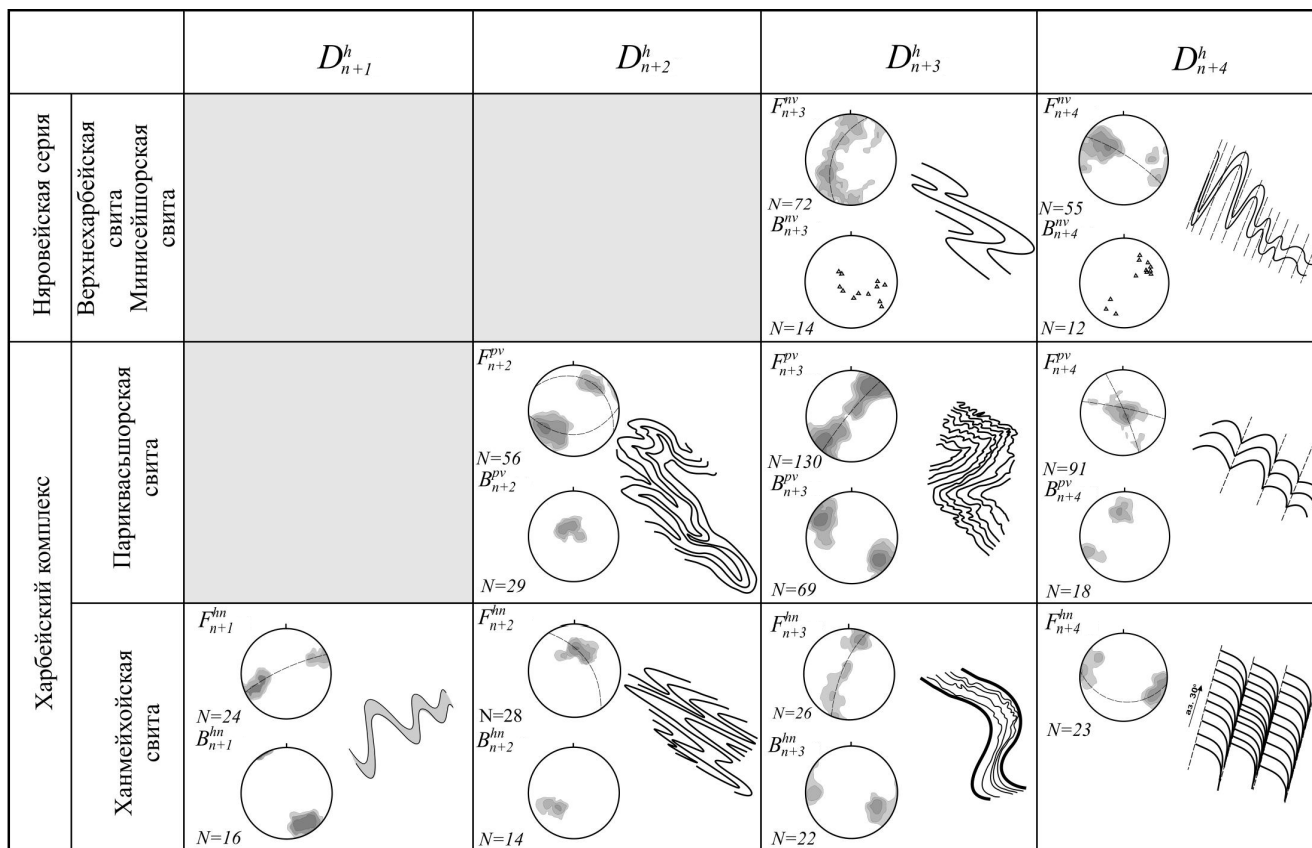 D^h_{n+1}
D^h_{n+2}
D^h_{n+3}
D^h_{n+4}
Няровейская серия
Верхнехарбейская
свита
Минисейшорская
свита
F^{nv}_{n+3}
N=72
B^{nv}_{n+3}
N=14
F^{nv}_{n+4}
N=55
B^{nv}_{n+4}
N=12
Харбейский комплекс
Париквасьшорская
свита
F^{pv}_{n+2}
N=56
B^{pv}_{n+2}
N=29
F^{pv}_{n+3}
N=130
B^{pv}_{n+3}
N=69
F^{pv}_{n+4}
N=91
B^{pv}_{n+4}
N=18
Ханмейхойская
свита
F^{hn}_{n+1}
N=24
B^{hn}_{n+1}
N=16
F^{hn}_{n+2}
N=28
B^{hn}_{n+2}
N=14
F^{hn}_{n+3}
N=26
B^{hn}_{n+3}
N=22
F^{hn}_{n+4}
N=23
аз. 30°